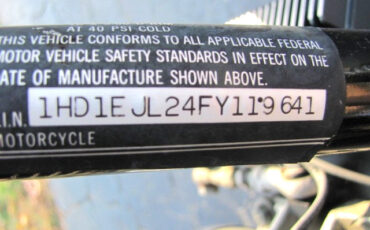 AT 40 PSI COLD
THIS VEHICLE CONFORMS TO ALL APPLICABLE FEDERAL
MOTOR VEHICLE SAFETY STANDARDS IN EFFECT ON THE
DATE OF MANUFACTURE SHOWN ABOVE.
V.I.N. 1HD1EJL24FY119641
MOTORCYCLE